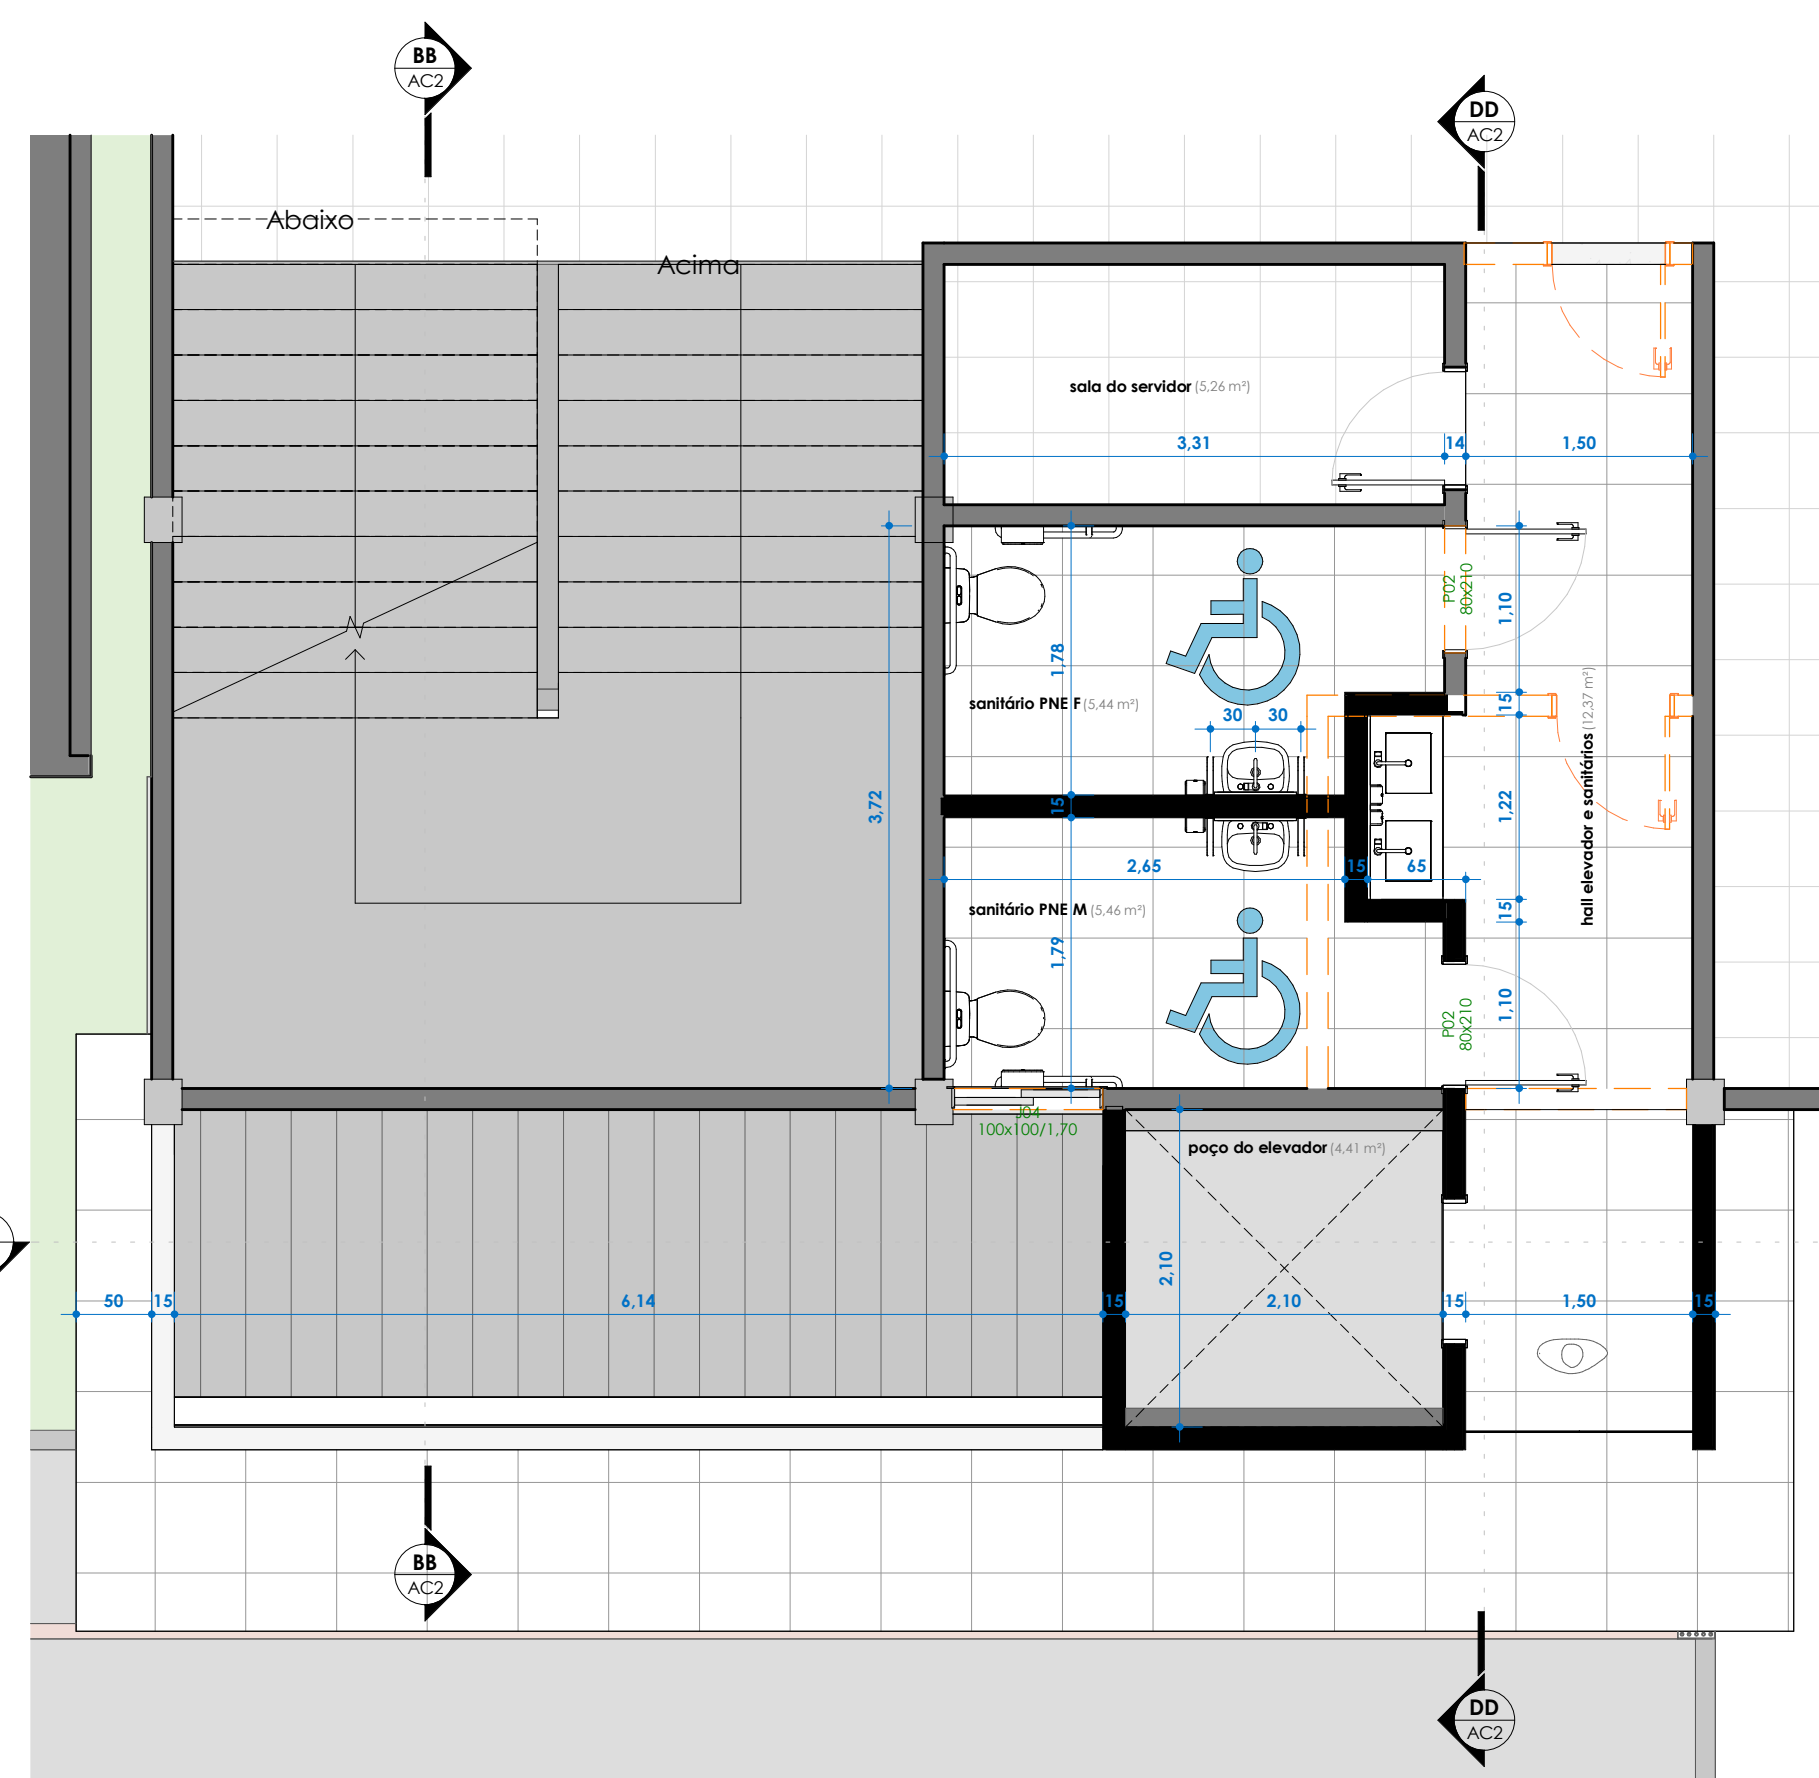 BB
AC2
DD
AC2
Abaixo
Acima
sala do servidor (5,26 m²)
3,31
14
1,50
P02
80x210
1,10
1,78
sanitário PNE F (5,44 m²)
30
30
15
hall elevador e sanitários (12,37 m²)
3,72
15
1,22
2,65
15
65
sanitário PNE M (5,46 m²)
15
1,79
P02
80x210
1,10
J04
100x100/1,70
poço do elevador (4,41 m²)
2,10
50
15
6,14
15
2,10
15
1,50
15
BB
AC2
DD
AC2